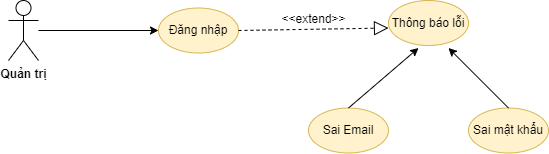 <<extend>>
Đăng nhập
Thông báo lỗi
Quản trị
Sai Email
Sai mật khẩu